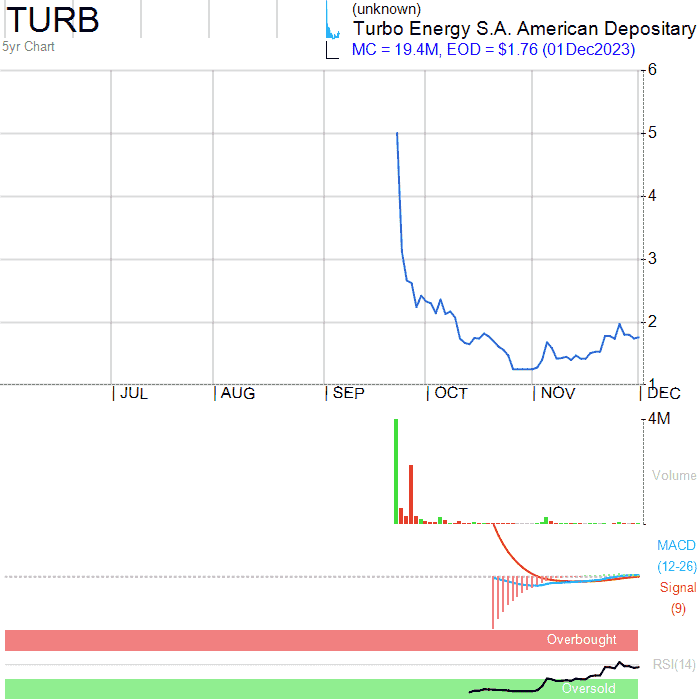 TURB
5yr Chart
(unknown)
Turbo Energy S.A. American Depositary
MC = 19.4M, EOD = $1.76 (01Dec2023)
6
5
4
3
2
1
JUL AUG SEP OCT NOV DEC
4M
Volume
MACD
(12-26)
Signal
(9)
Overbought
RSI(14)
Oversold